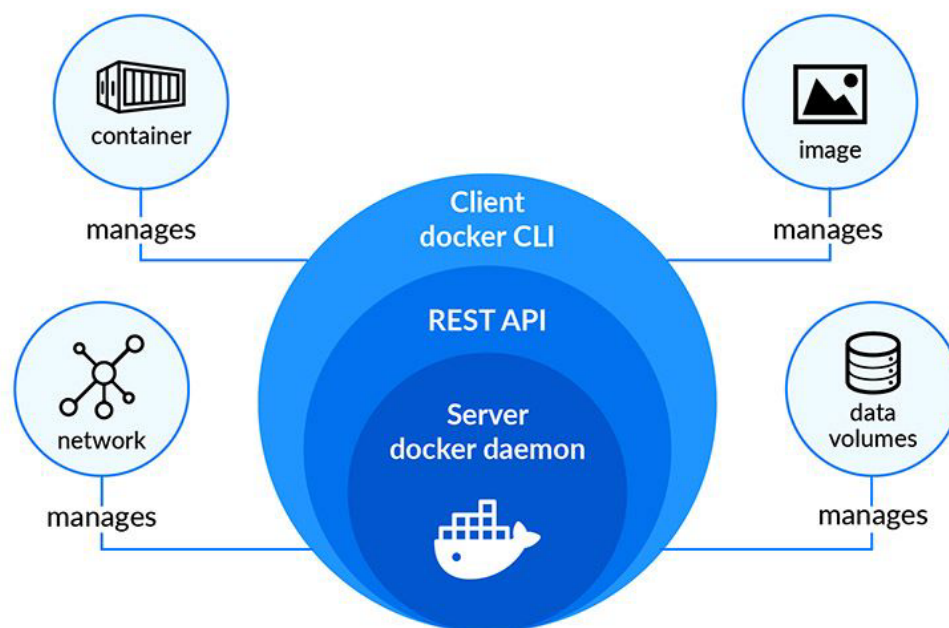 container
manages
image
manages
Client
docker CLI
REST API
Server
docker daemon
network
manages
data
volumes
manages